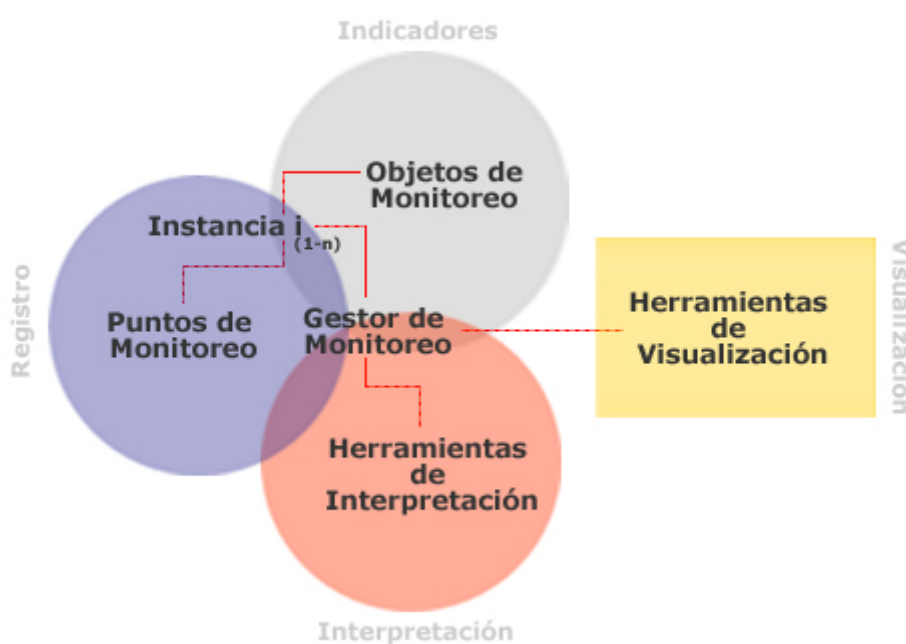 Indicadores
Objetos de
Monitoreo
Instancia i
(1-n)
Registro
Puntos de
Monitoreo
Gestor de
Monitoreo
Herramientas
de
Visualización
Visualización
Herramientas
de
Interpretación
Interpretación